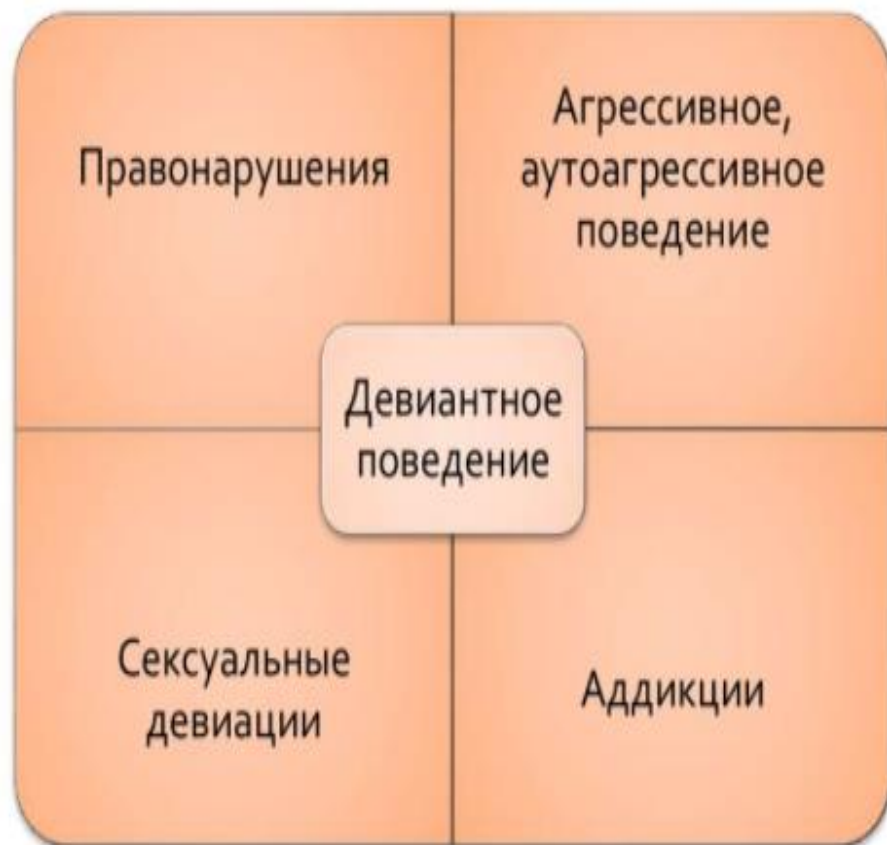 Правонарушения
Агрессивное,
аутоагрессивное
поведение
Девиантное
поведение
Сексуальные
девиации
Аддикции